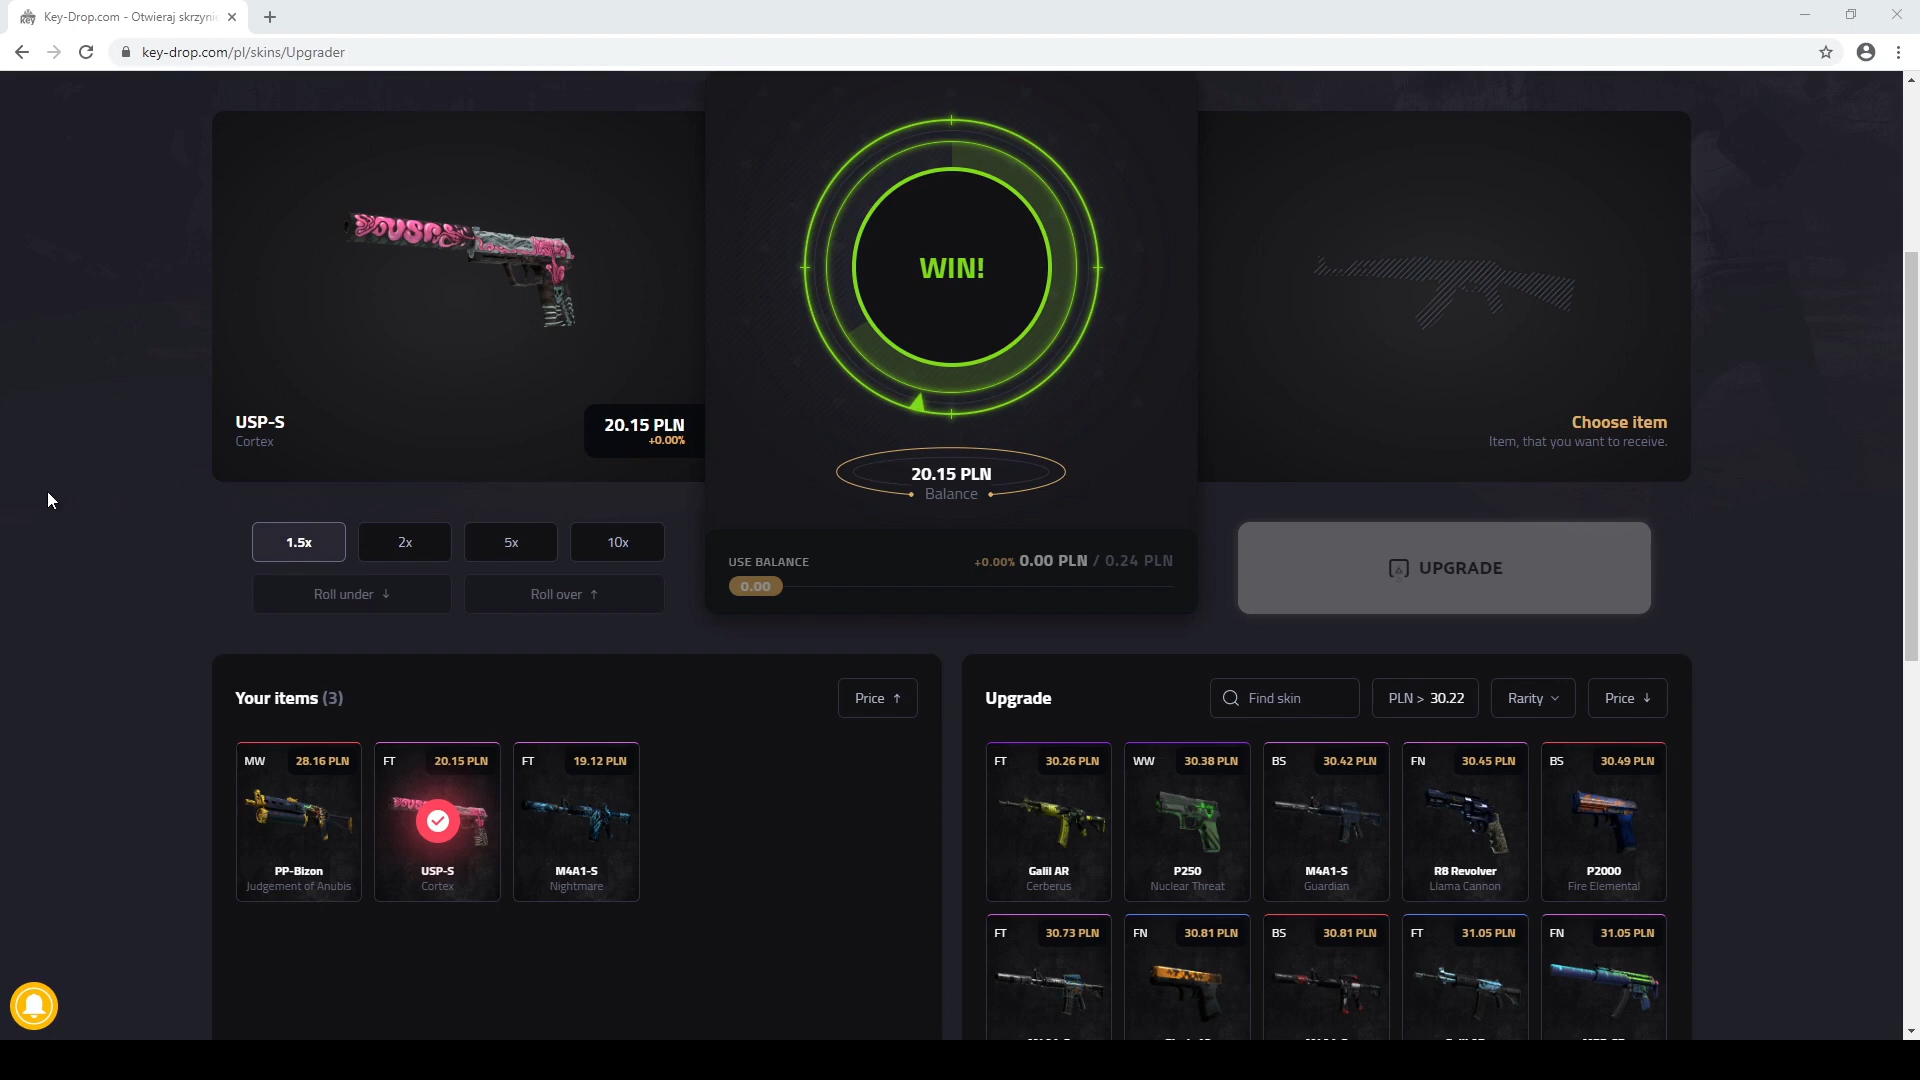 Key-Drop.com - Otwieraj skrzynie
key-drop.com/pl/skins/Upgrader
WIN!
USP-S
Cortex
20.15 PLN
+0.00%
Choose item
Item, that you want to receive.
20.15 PLN
Balance
1.5x
2x
5x
10x
Roll under ↓
Roll over ↑
USE BALANCE
+0.00% 0.00 PLN / 0.24 PLN
0.00
UPGRADE
Your items (3)
Price ↑
MW 28.16 PLN
PP-Bizon
Judgement of Anubis
FT 20.15 PLN
USP-S
Cortex
FT 19.12 PLN
M4A1-S
Nightmare
Upgrade
Find skin
PLN > 30.22
Rarity
Price ↓
FT 30.26 PLN
Galil AR
Cerberus
WW 30.38 PLN
P250
Nuclear Threat
BS 30.42 PLN
M4A1-S
Guardian
FN 30.45 PLN
R8 Revolver
Llama Cannon
BS 30.49 PLN
P2000
Fire Elemental
FT 30.73 PLN
FN 30.81 PLN
BS 30.81 PLN
FT 31.05 PLN
FN 31.05 PLN